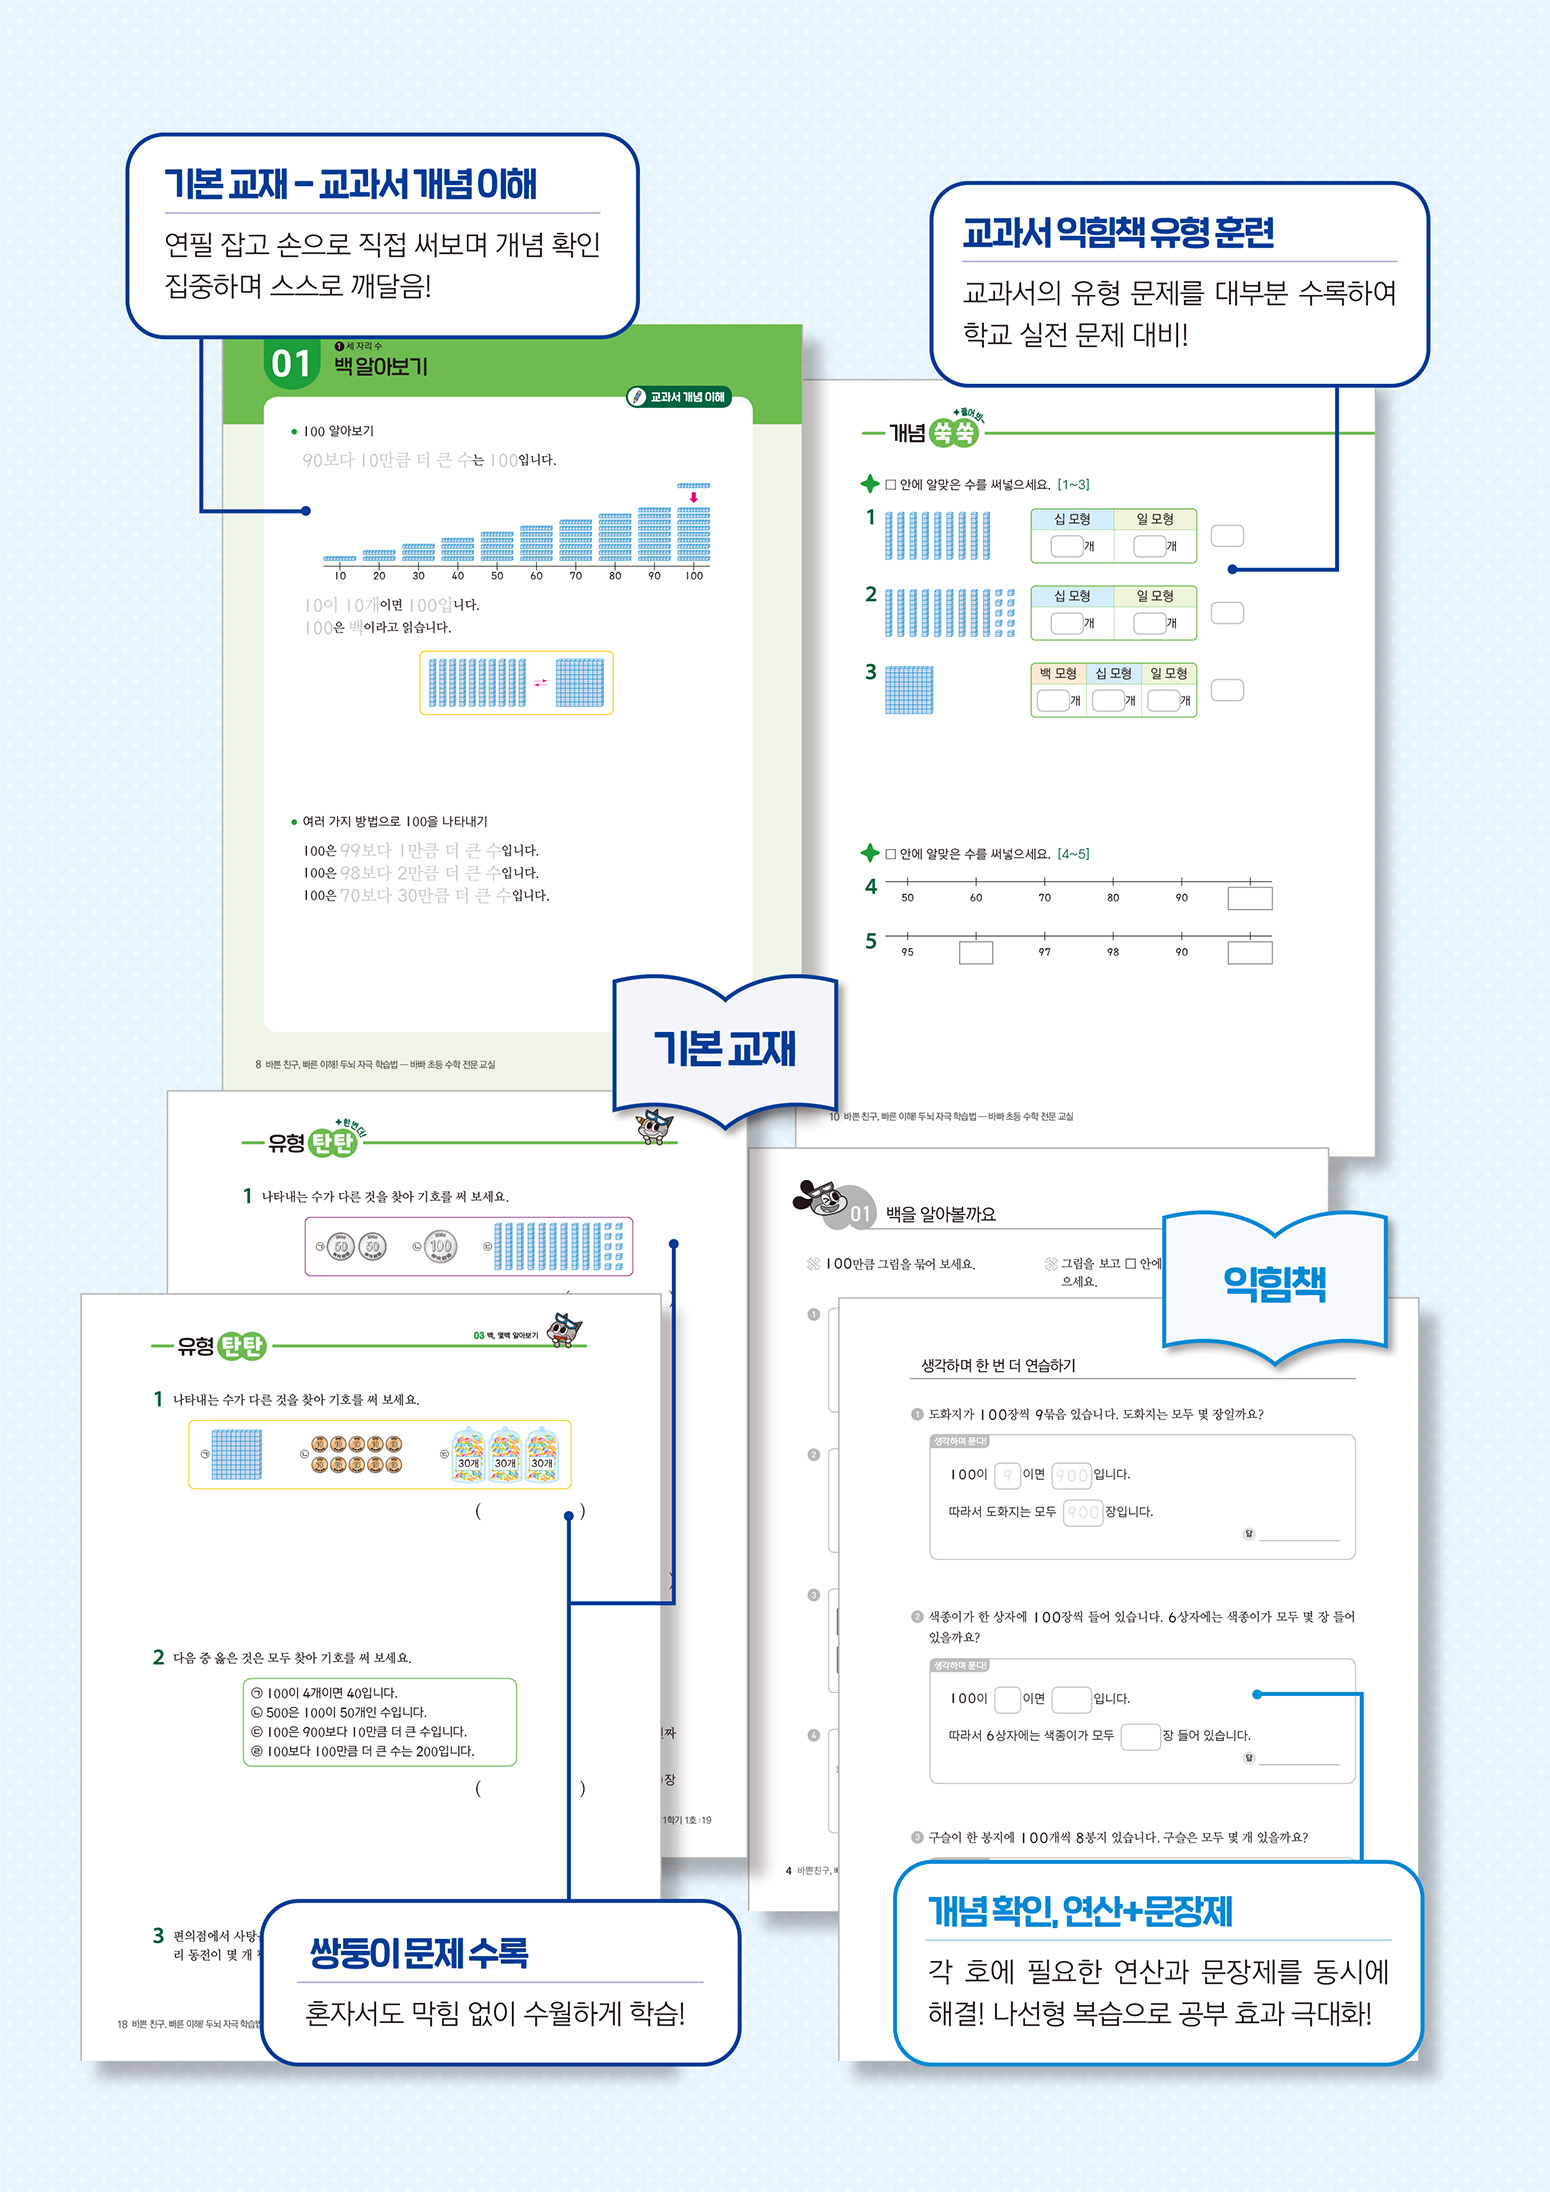 기본 교재 – 교과서 개념 이해
연필 잡고 손으로 직접 써보며 개념 확인
집중하며 스스로 깨달음!
교과서 익힘책 유형 훈련
교과서의 유형 문제를 대부분 수록하여
학교 실전 문제 대비!
01
❶ 세 자리 수
백 알아보기
교과서 개념 이해
• 100 알아보기
90보다 10만큼 더 큰 수는 100입니다.
10 20 30 40 50 60 70 80 90 100
10이 10개이면 100입니다.
100은 백이라고 읽습니다.
• 여러 가지 방법으로 100을 나타내기
100은 99보다 1만큼 더 큰 수입니다.
100은 98보다 2만큼 더 큰 수입니다.
100은 70보다 30만큼 더 큰 수입니다.
8 바쁜 친구, 빠른 이해! 두뇌 자극 학습법 — 바빠 초등 수학 전문 교실
개념 쑥쑥 +풀어 봐~
□ 안에 알맞은 수를 써넣으세요. [1~3]
1 십 모형 일 모형
개 개
2 십 모형 일 모형
개 개
3 백 모형 십 모형 일 모형
개 개 개
□ 안에 알맞은 수를 써넣으세요. [4~5]
4 50 60 70 80 90
5 95 97 98 90
10 바쁜 친구, 빠른 이해! 두뇌 자극 학습법 — 바빠 초등 수학 전문 교실
기본 교재
유형 탄탄 +한 번 더!
1 나타내는 수가 다른 것을 찾아 기호를 써 보세요.
㉠ 50 50 ㉡ 100 ㉢
( )
)
짜
장
1학기 1호 | 19
유형 탄탄
03 백, 몇백 알아보기
1 나타내는 수가 다른 것을 찾아 기호를 써 보세요.
㉠ ㉡ 10 10 10 10 10 ㉢ 30개 30개 30개
10 10 10 10 10
( )
2 다음 중 옳은 것은 모두 찾아 기호를 써 보세요.
㉠ 100이 4개이면 40입니다.
㉡ 500은 100이 50개인 수입니다.
㉢ 100은 900보다 10만큼 더 큰 수입니다.
㉣ 100보다 100만큼 더 큰 수는 200입니다.
( )
3 편의점에서 사탕
리 동전이 몇 개
18 바쁜 친구, 빠른 이해! 두뇌 자극 학습법
쌍둥이 문제 수록
혼자서도 막힘 없이 수월하게 학습!
01 백을 알아볼까요
100만큼 그림을 묶어 보세요.
그림을 보고 □ 안에
으세요.
1
2
3
4
4 바쁜친구,
익힘책
생각하며 한 번 더 연습하기
1 도화지가 100장씩 9묶음 있습니다. 도화지는 모두 몇 장일까요?
생각하며 푼다!
100이 9 이면 900 입니다.
따라서 도화지는 모두 900 장입니다.
답
2 색종이가 한 상자에 100장씩 들어 있습니다. 6상자에는 색종이가 모두 몇 장 들어
있을까요?
생각하며 푼다!
100이 이면 입니다.
따라서 6상자에는 색종이가 모두 장 들어 있습니다.
답
3 구슬이 한 봉지에 100개씩 8봉지 있습니다. 구슬은 모두 몇 개 있을까요?
개념 확인, 연산+문장제
각 호에 필요한 연산과 문장제를 동시에
해결! 나선형 복습으로 공부 효과 극대화!